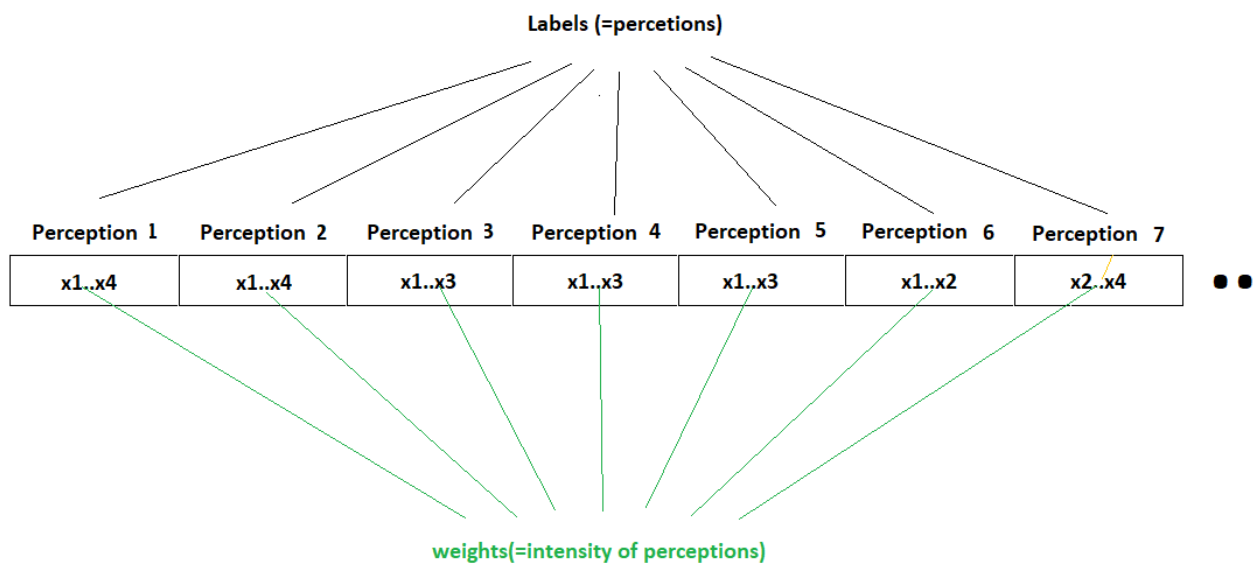 Labels (=percetions)
Perception 1 Perception 2 Perception 3 Perception 4 Perception 5 Perception 6 Perception 7
x1..x4 x1..x4 x1..x3 x1..x3 x1..x3 x1..x2 x2..x4
weights(=intensity of perceptions)